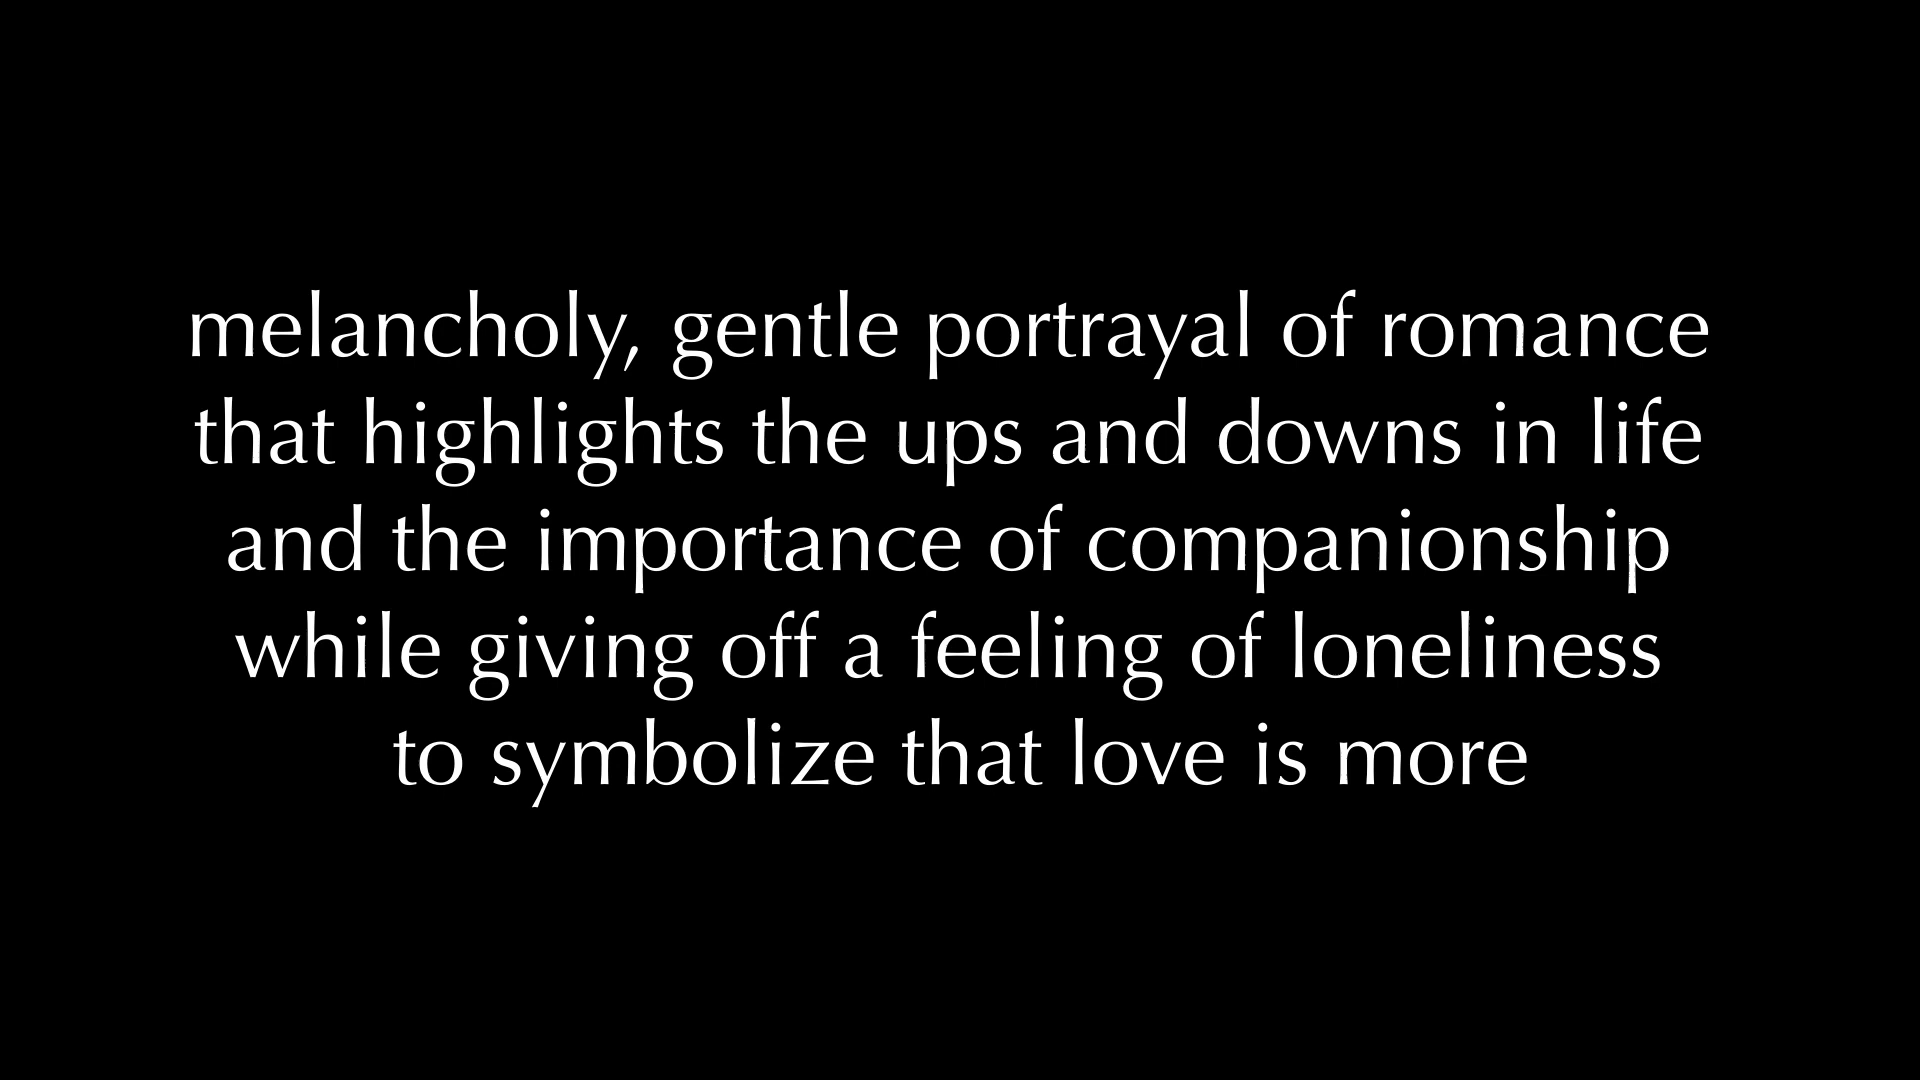 melancholy, gentle portrayal of romance
that highlights the ups and downs in life
and the importance of companionship
while giving off a feeling of loneliness
to symbolize that love is more